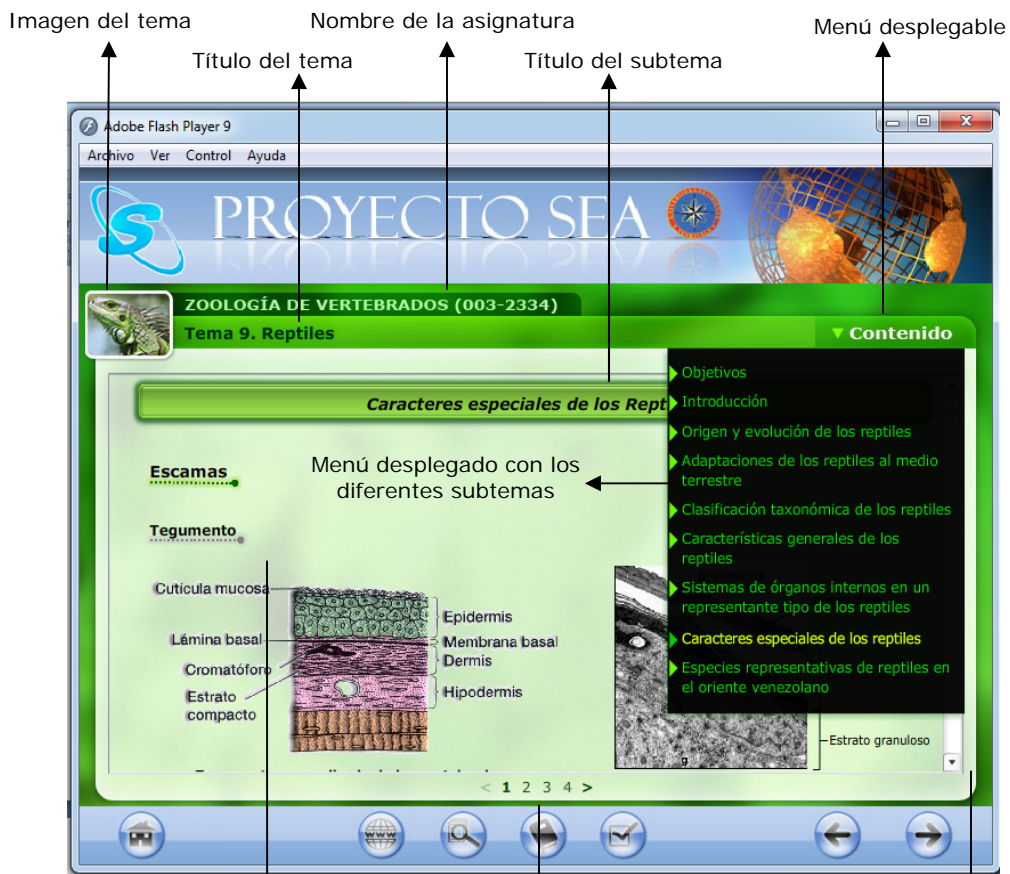 Imagen del tema
Nombre de la asignatura
Menú desplegable
Título del tema
Título del subtema
Adobe Flash Player 9
Archivo Ver Control Ayuda
PROYECTO SEA
ZOOLOGÍA DE VERTEBRADOS (003-2334)
Tema 9. Reptiles
Contenido
Objetivos
Introducción
Origen y evolución de los reptiles
Adaptaciones de los reptiles al medio
terrestre
Clasificación taxonómica de los reptiles
Características generales de los
reptiles
Sistemas de órganos internos en un
representante tipo de los reptiles
Caracteres especiales de los reptiles
Especies representativas de reptiles en
el oriente venezolano
Caracteres especiales de los Rept
Escamas
Menú desplegado con los
diferentes subtemas
Tegumento
Cutícula mucosa
Epidermis
Lámina basal
Membrana basal
Cromatóforo
Dermis
Estrato
compacto
Hipodermis
Estrato granuloso
< 1 2 3 4 >
www